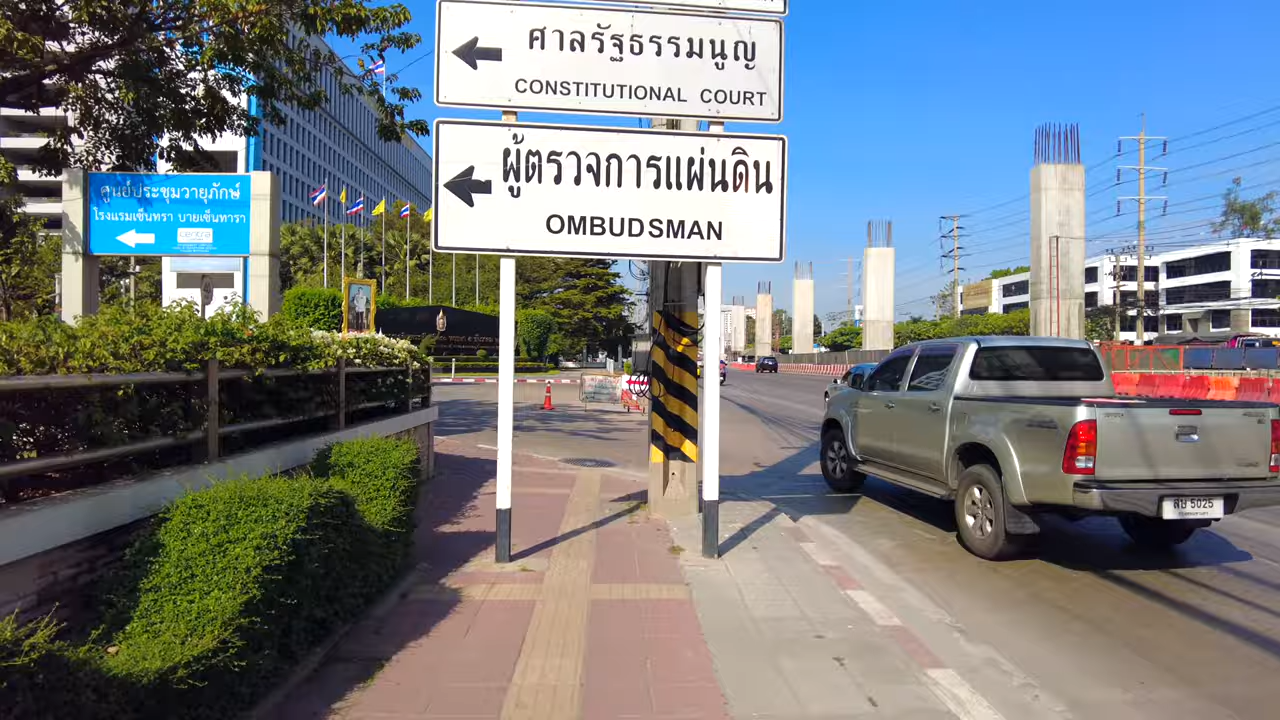 ศาลรัฐธรรมนูญ
CONSTITUTIONAL COURT
ผู้ตรวจการแผ่นดิน
OMBUDSMAN
ศูนย์ประชุมวายุภักษ์
โรงแรมเซ็นทรา บายเซ็นทารา
centra
5025